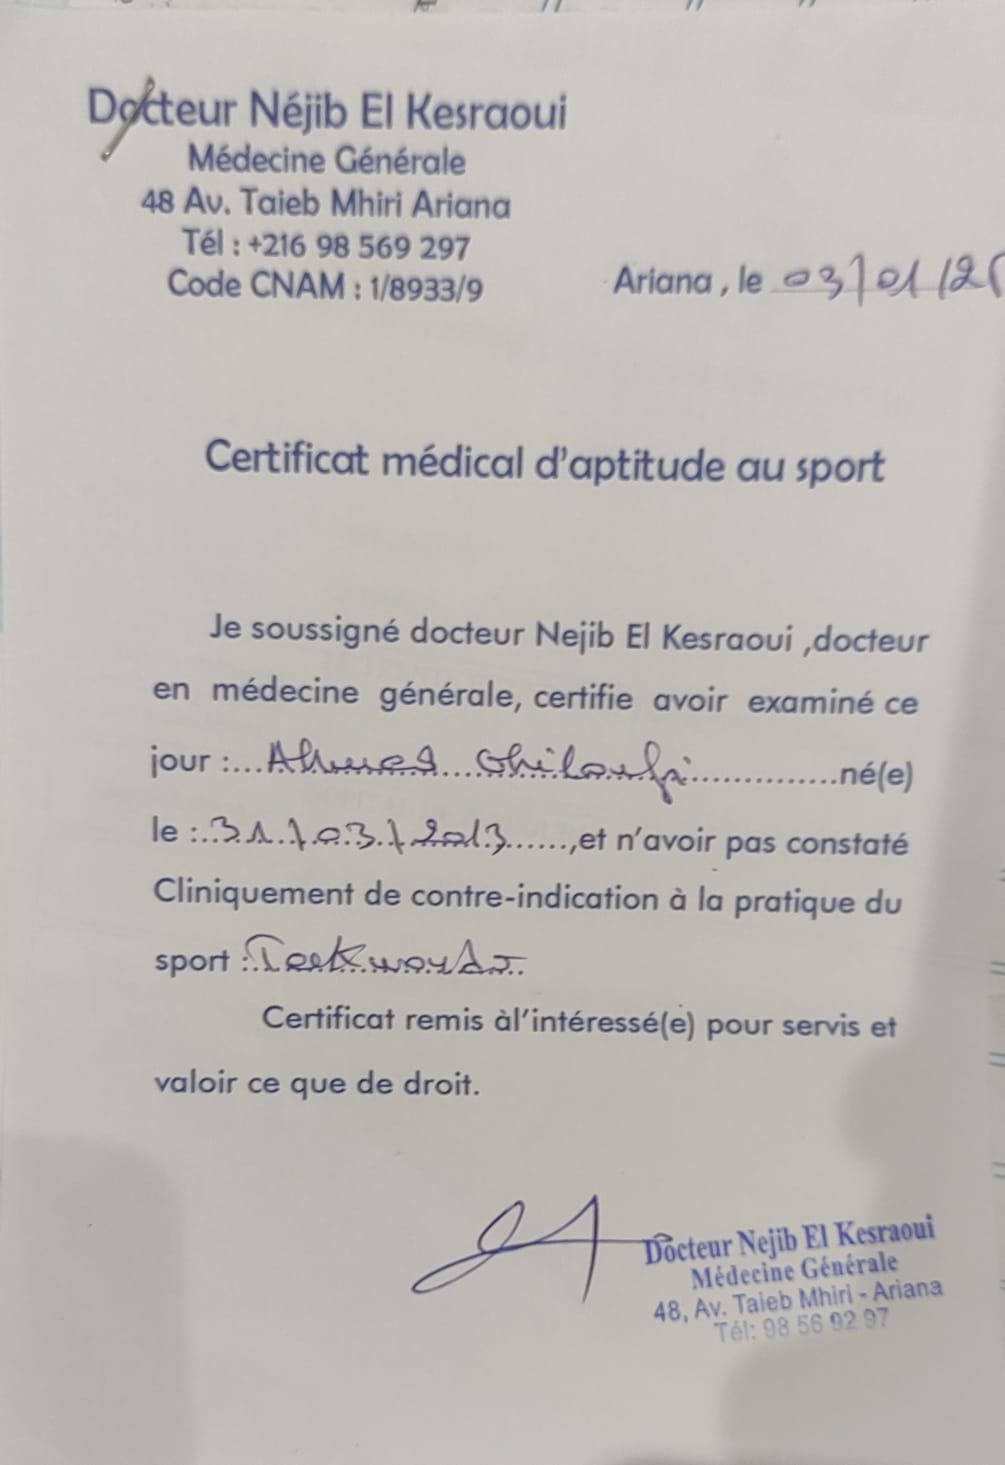 Docteur Néjib El Kesraoui
Médecine Générale
48 Av. Taieb Mhiri Ariana
Tél : +216 98 569 297
Code CNAM : 1/8933/9
Ariana , le 03/01/2
Certificat médical d'aptitude au sport
Je soussigné docteur Nejib El Kesraoui ,docteur
en médecine générale, certifie avoir examiné ce
jour :...Ahmed Ghiloufi..............né(e)
le :..31/03/2013......,et n'avoir pas constaté
Cliniquement de contre-indication à la pratique du
sport :Taekwondo
Certificat remis àl'intéressé(e) pour servis et
valoir ce que de droit.
Docteur Nejib El Kesraoui
Médecine Générale
48, Av. Taieb Mhiri - Ariana
Tél: 98 56 92 97